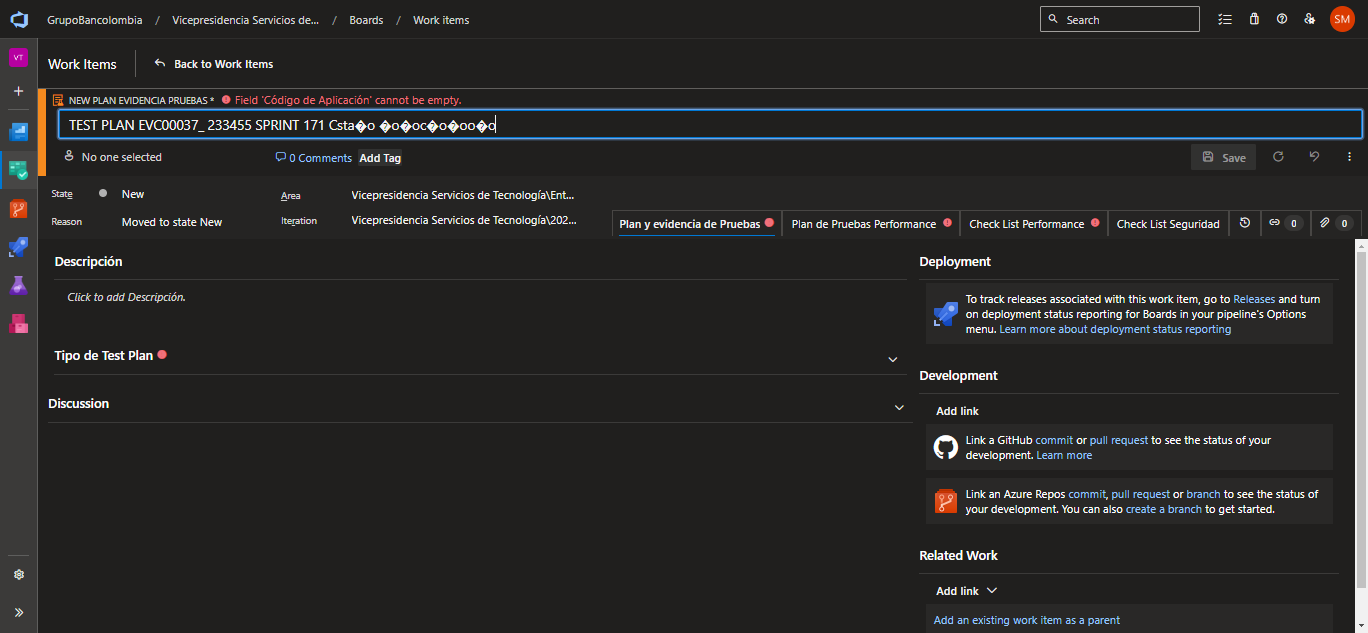 GrupoBancolombia / Vicepresidencia Servicios de... / Boards / Work items
Search
SM
VT
Work Items
Back to Work Items
NEW PLAN EVIDENCIA PRUEBAS * Field 'Código de Aplicación' cannot be empty.
TEST PLAN EVC00037_ 233455 SPRINT 171 Csta�o �o�oc�o�oo�o
No one selected
0 Comments
Add Tag
Save
State
New
Area
Vicepresidencia Servicios de Tecnología\Ent...
Reason
Moved to state New
Iteration
Vicepresidencia Servicios de Tecnología\202...
Plan y evidencia de Pruebas
Plan de Pruebas Performance
Check List Performance
Check List Seguridad
0
0
Descripción
Click to add Descripción.
Tipo de Test Plan
Discussion
Deployment
To track releases associated with this work item, go to Releases and turn
on deployment status reporting for Boards in your pipeline's Options
menu. Learn more about deployment status reporting
Development
Add link
Link a GitHub commit or pull request to see the status of your
development. Learn more
Link an Azure Repos commit, pull request or branch to see the status of
your development. You can also create a branch to get started.
Related Work
Add link
Add an existing work item as a parent